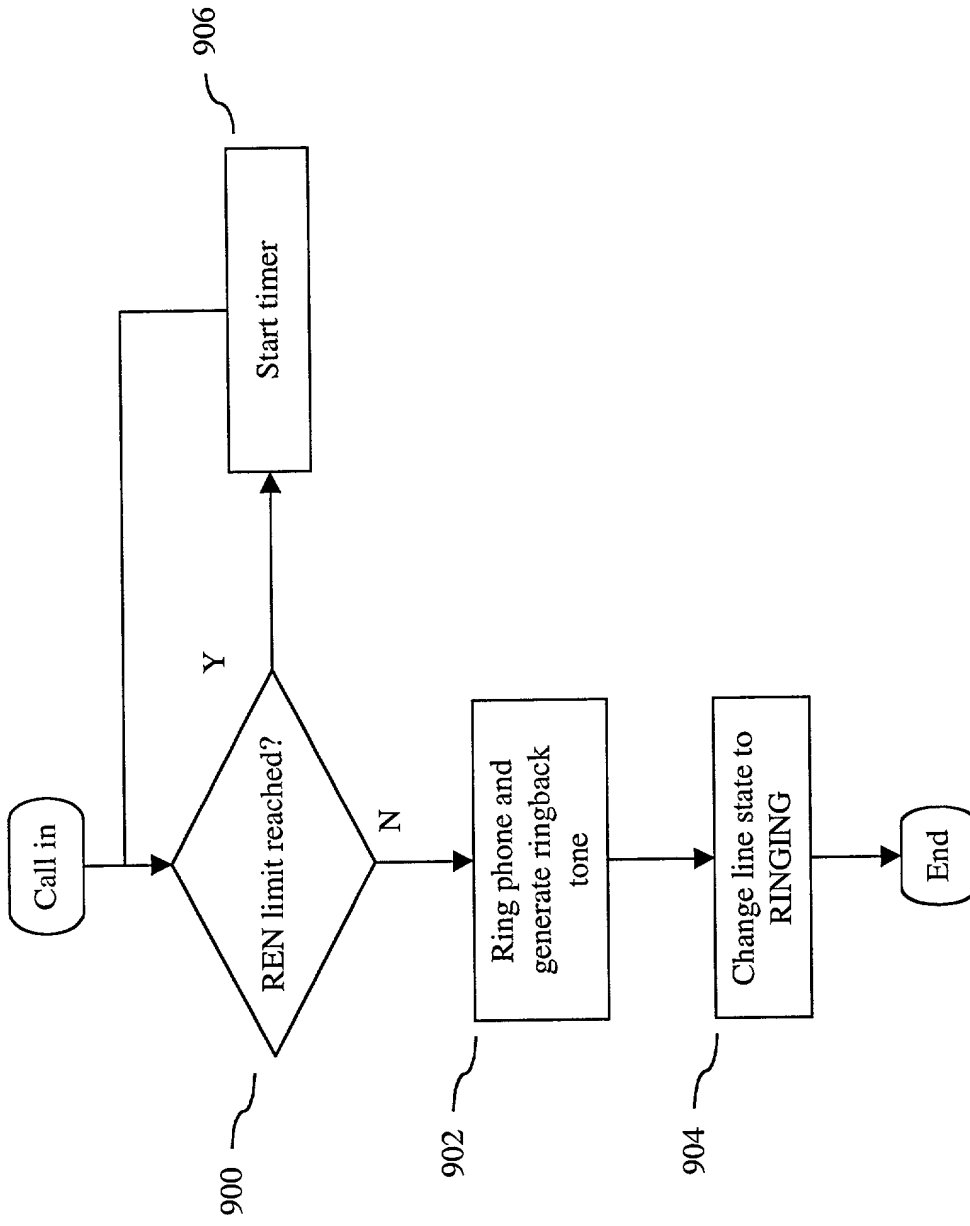 Call in
900
REN limit reached?
Y
906
Start timer
N
902
Ring phone and
generate ringback
tone
904
Change line state to
RINGING
End